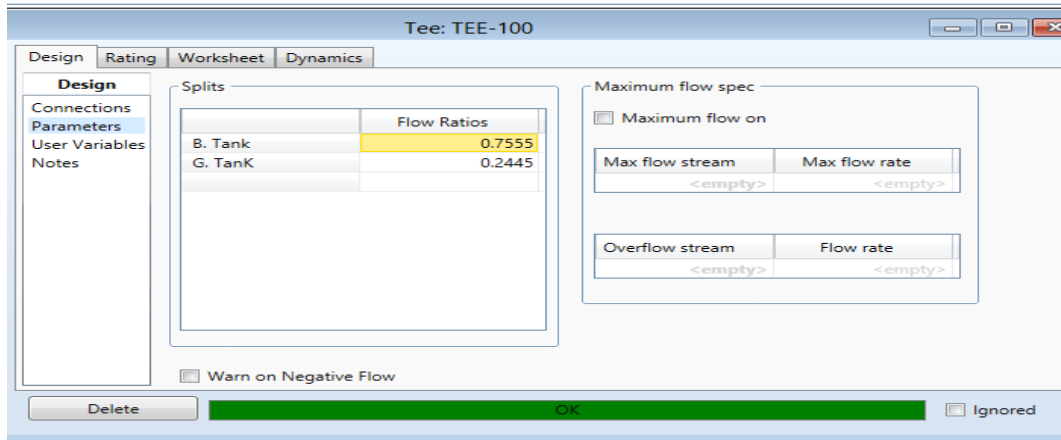 Tee: TEE-100
Design Rating Worksheet Dynamics
Design
Connections
Parameters
User Variables
Notes
Splits
Flow Ratios
B. Tank 0.7555
G. TanK 0.2445
Warn on Negative Flow
Maximum flow spec
Maximum flow on
Max flow stream Max flow rate
<empty> <empty>
Overflow stream Flow rate
<empty> <empty>
Delete OK Ignored